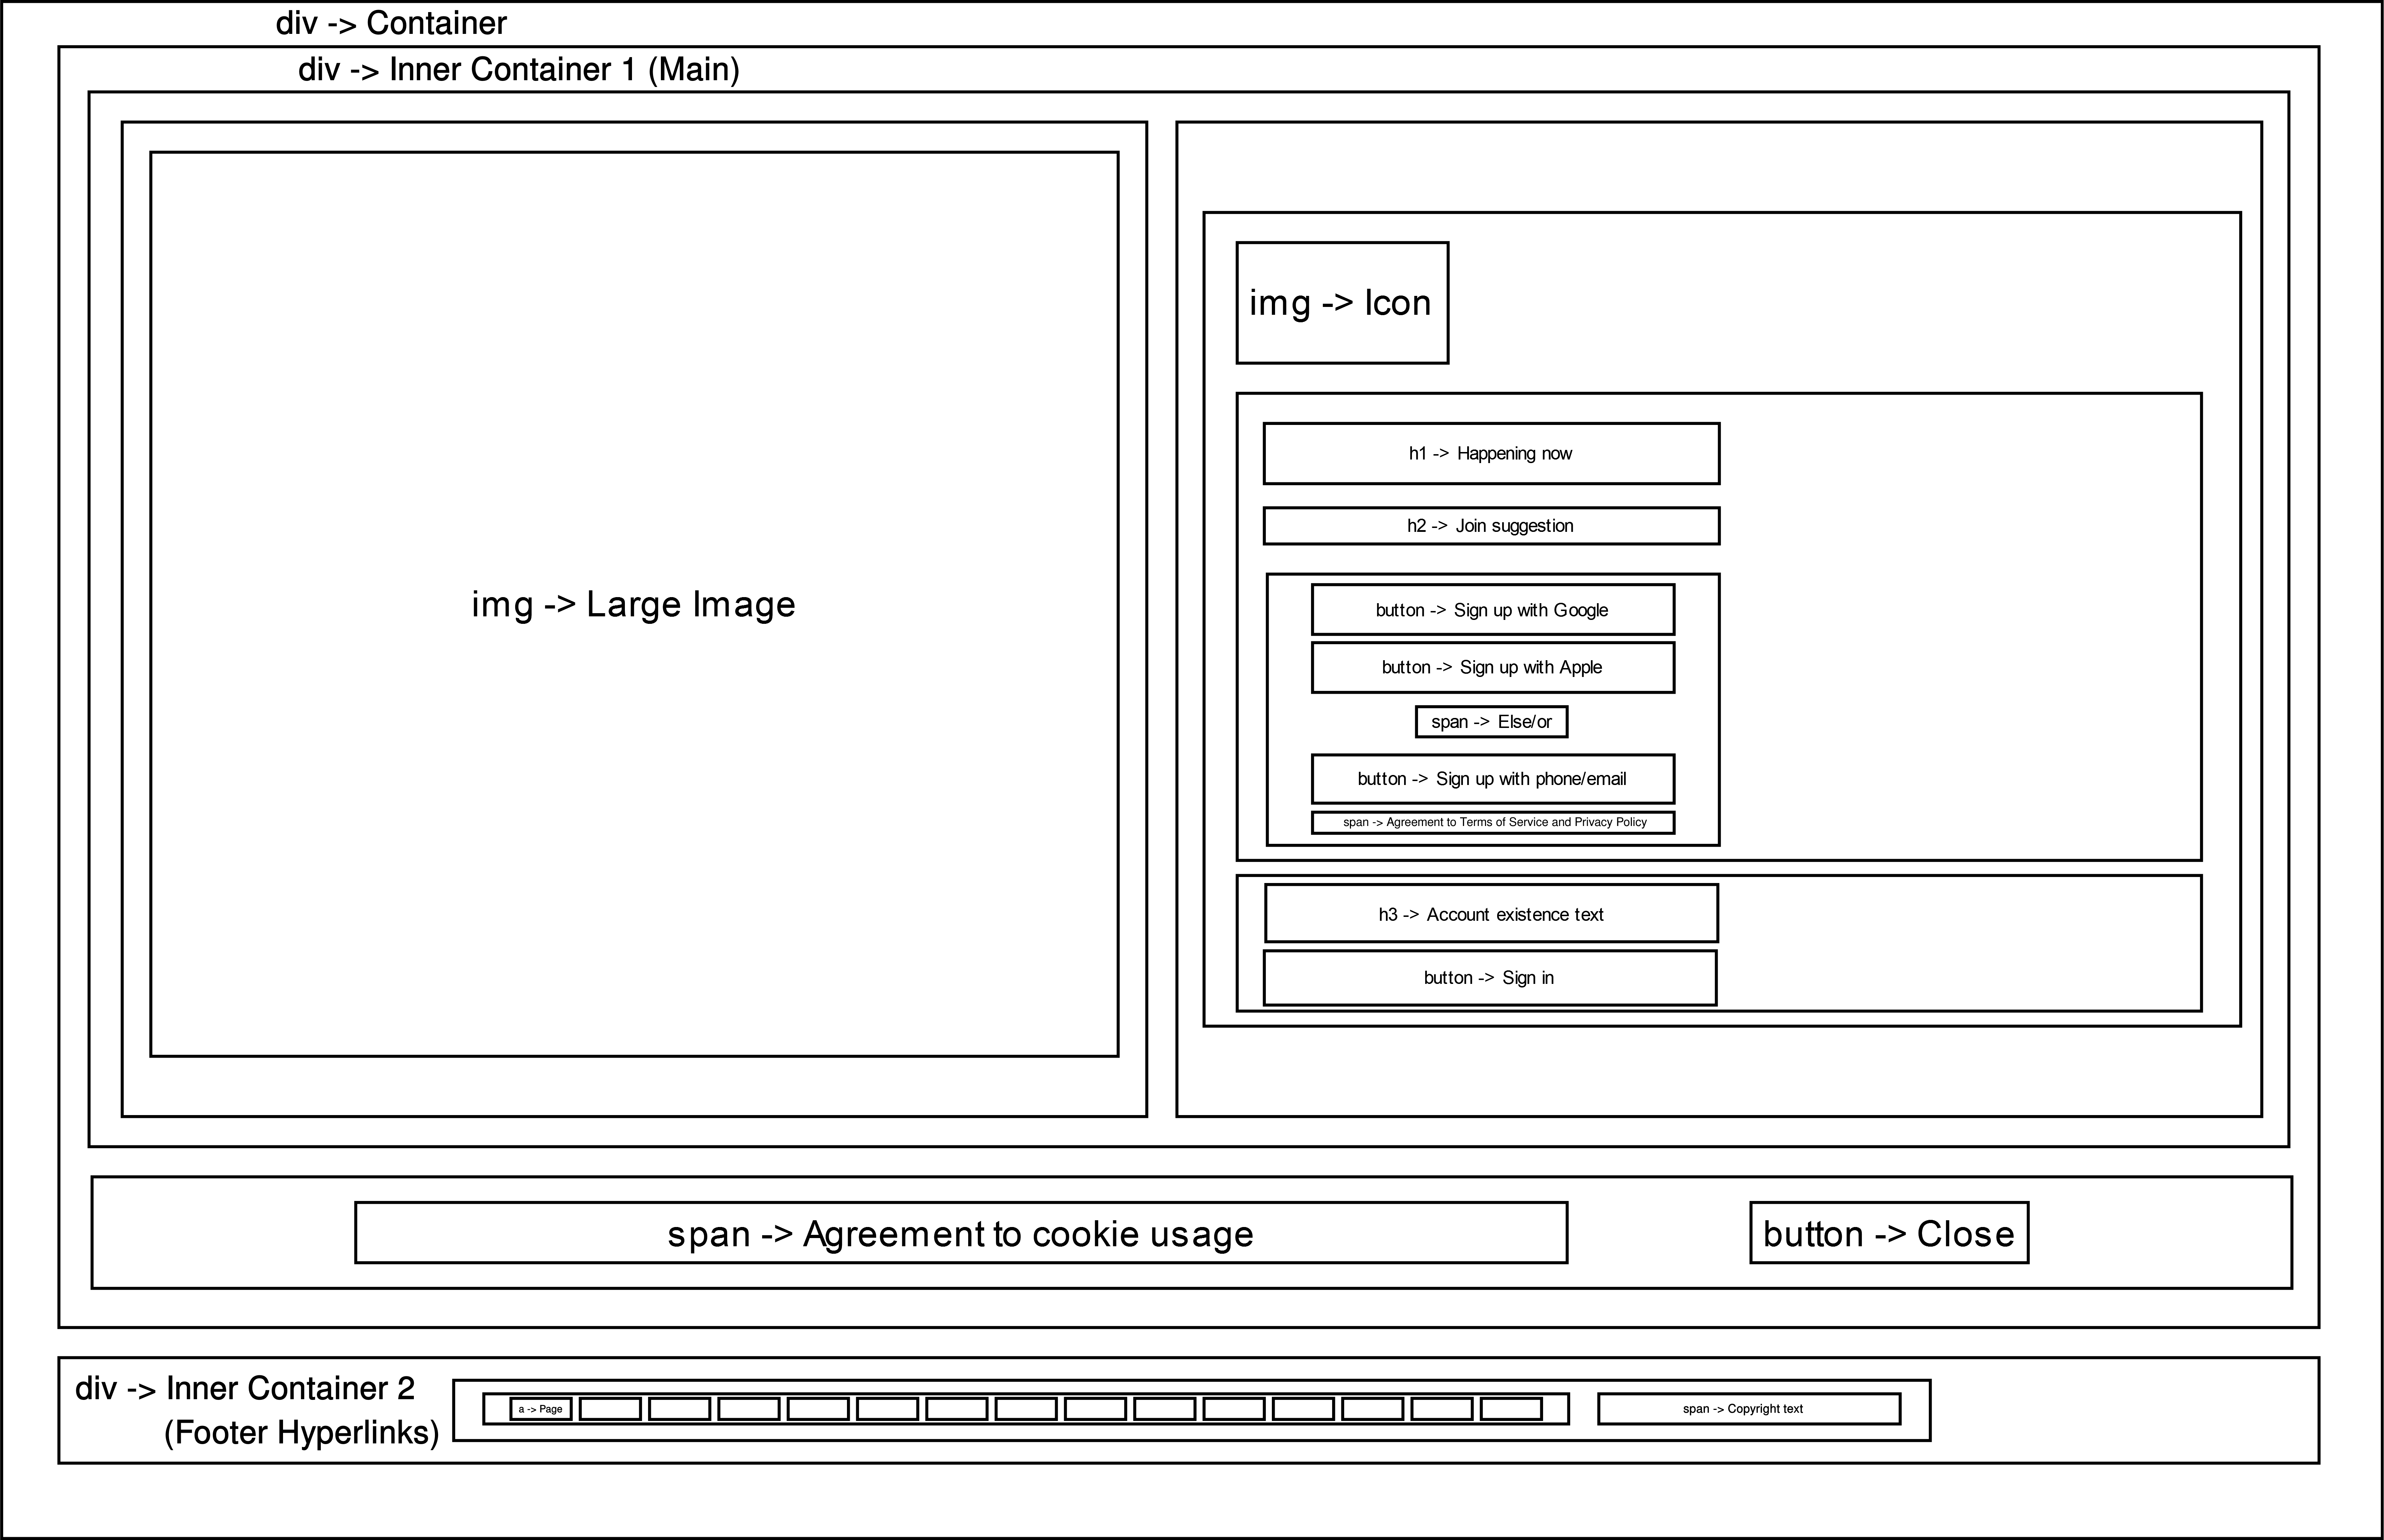 div -> Container
div -> Inner Container 1 (Main)
img -> Large Image
img -> Icon
h1 -> Happening now
h2 -> Join suggestion
button -> Sign up with Google
button -> Sign up with Apple
span -> Else/or
button -> Sign up with phone/email
span -> Agreement to Terms of Service and Privacy Policy
h3 -> Account existence text
button -> Sign in
span -> Agreement to cookie usage
button -> Close
div -> Inner Container 2
(Footer Hyperlinks)
a -> Page
span -> Copyright text